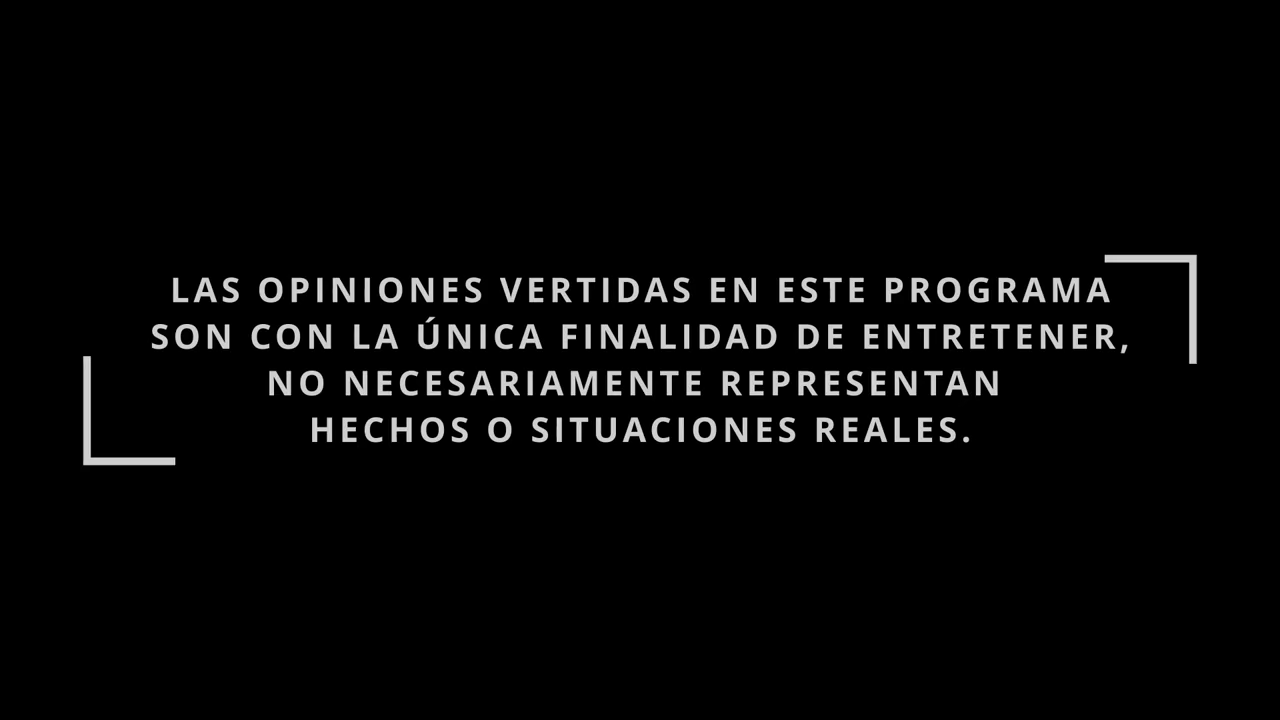 LAS OPINIONES VERTIDAS EN ESTE PROGRAMA
SON CON LA ÚNICA FINALIDAD DE ENTRETENER,
NO NECESARIAMENTE REPRESENTAN
HECHOS O SITUACIONES REALES.